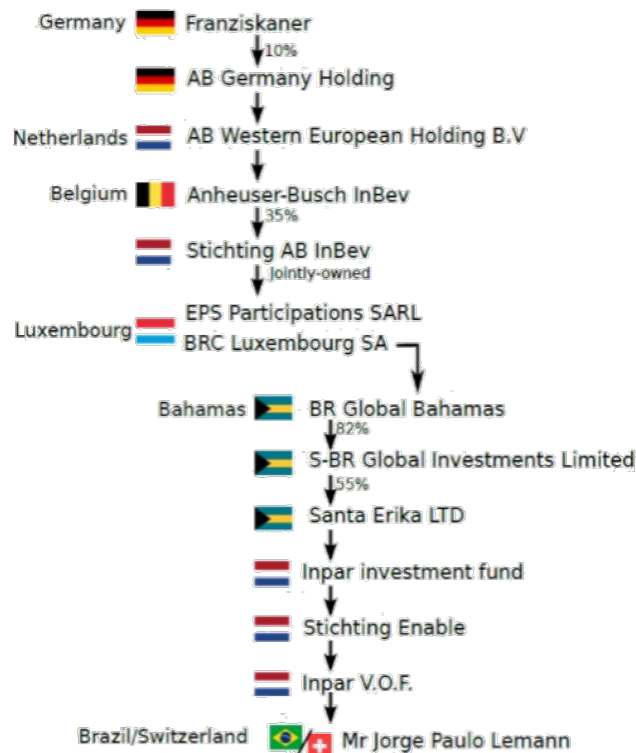 Germany Franziskaner
10%
AB Germany Holding
Netherlands AB Western European Holding B.V
Belgium Anheuser-Busch InBev
35%
Stichting AB InBev
Jointly-owned
EPS Participations SARL
Luxembourg
BRC Luxembourg SA
Bahamas BR Global Bahamas
82%
S-BR Global Investments Limited
55%
Santa Erika LTD
Inpar investment fund
Stichting Enable
Inpar V.O.F.
Brazil/Switzerland Mr Jorge Paulo Lemann